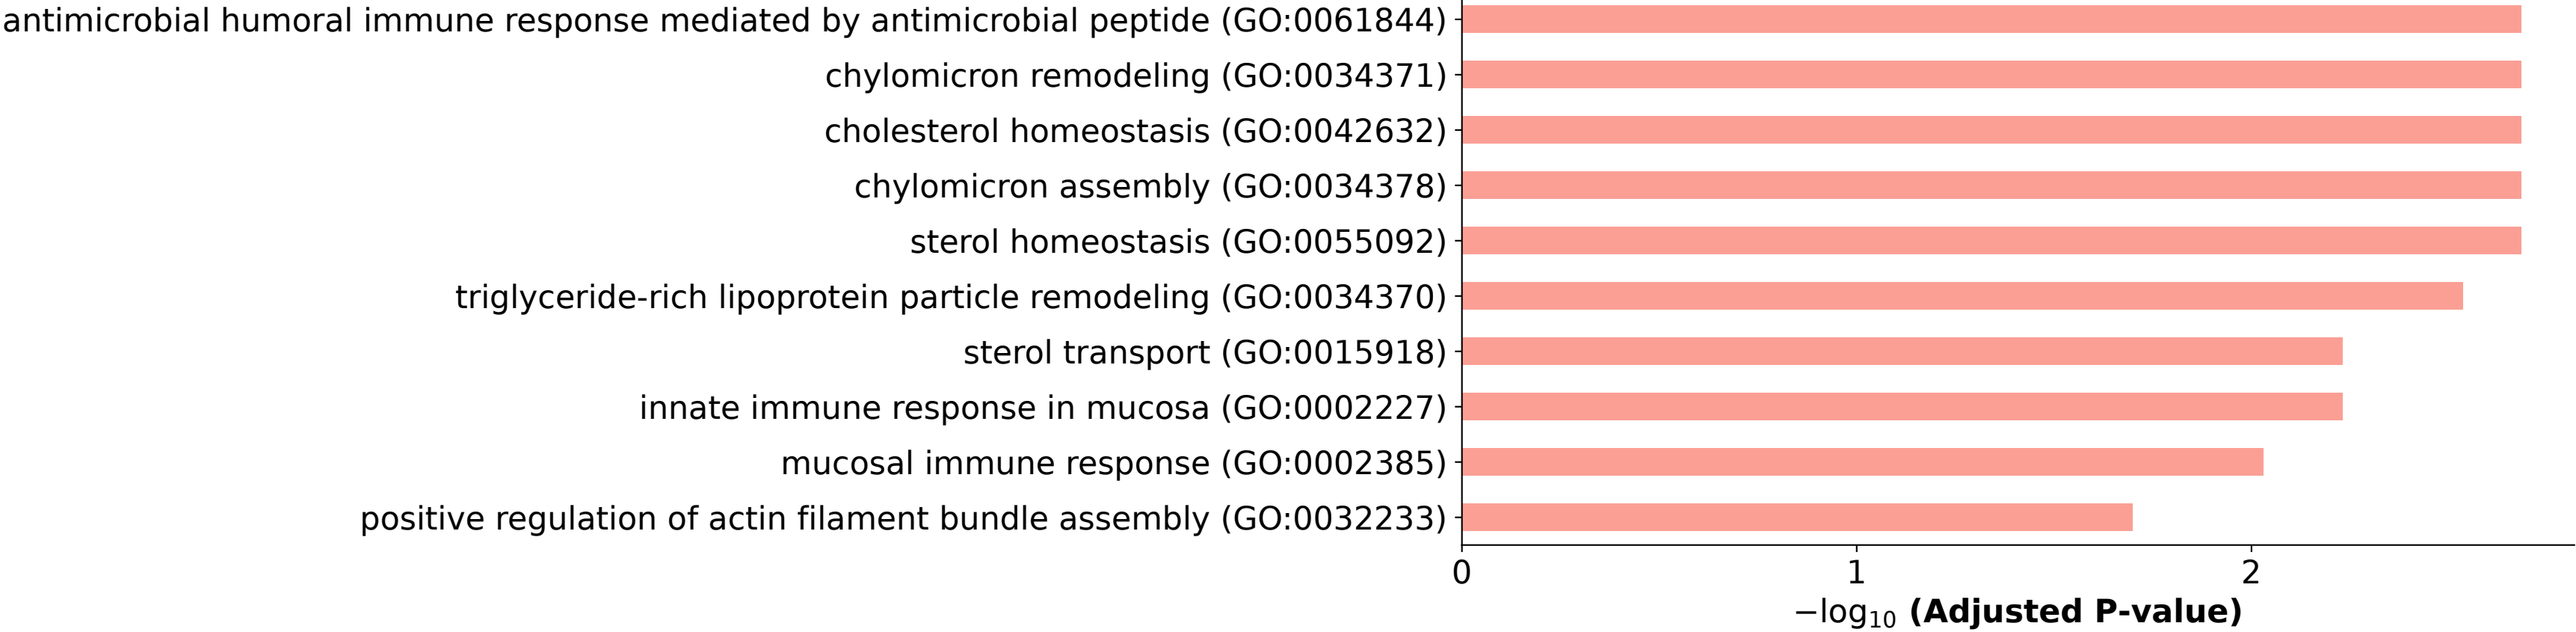 antimicrobial humoral immune response mediated by antimicrobial peptide (GO:0061844)
chylomicron remodeling (GO:0034371)
cholesterol homeostasis (GO:0042632)
chylomicron assembly (GO:0034378)
sterol homeostasis (GO:0055092)
triglyceride-rich lipoprotein particle remodeling (GO:0034370)
sterol transport (GO:0015918)
innate immune response in mucosa (GO:0002227)
mucosal immune response (GO:0002385)
positive regulation of actin filament bundle assembly (GO:0032233)
0 1 2
−log₁₀ (Adjusted P-value)